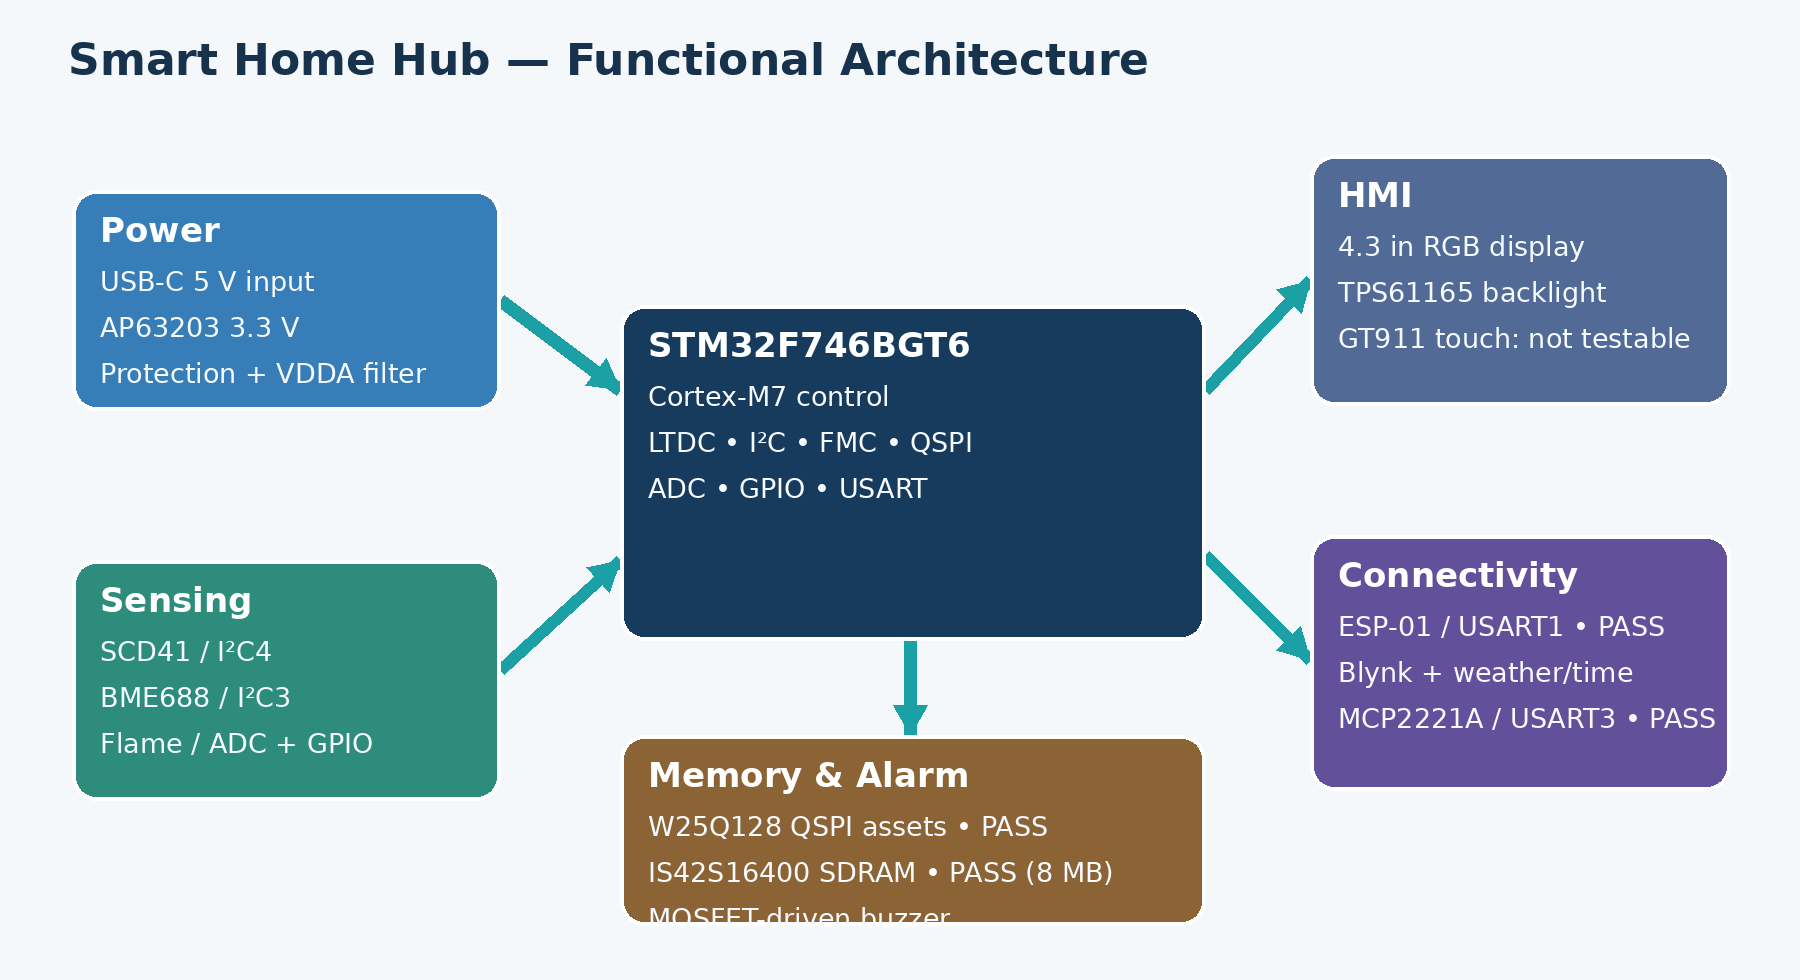 Smart Home Hub — Functional Architecture
Power
USB-C 5 V input
AP63203 3.3 V
Protection + VDDA filter
Sensing
SCD41 / I²C4
BME688 / I²C3
Flame / ADC + GPIO
STM32F746BGT6
Cortex-M7 control
LTDC • I²C • FMC • QSPI
ADC • GPIO • USART
Memory & Alarm
W25Q128 QSPI assets • PASS
IS42S16400 SDRAM • PASS (8 MB)
MOSFET-driven buzzer
HMI
4.3 in RGB display
TPS61165 backlight
GT911 touch: not testable
Connectivity
ESP-01 / USART1 • PASS
Blynk + weather/time
MCP2221A / USART3 • PASS